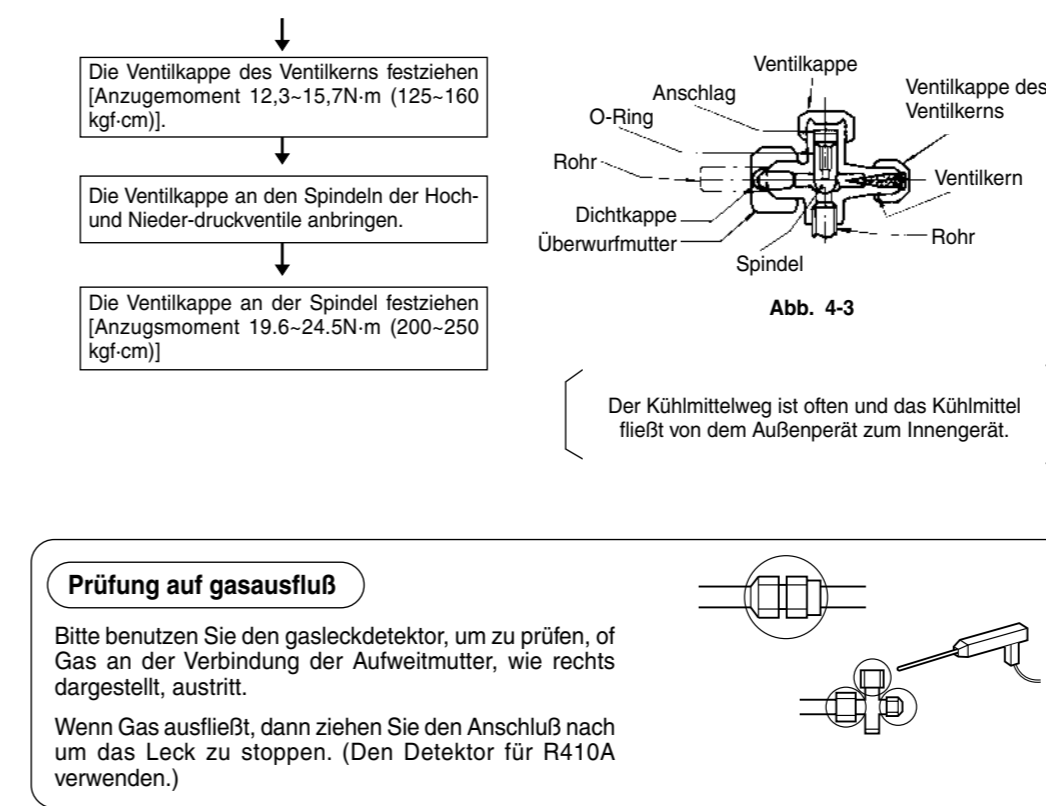 Die Ventilkappe des Ventilkerns festziehen
[Anzugemoment 12,3~15,7N·m (125~160
kgf·cm)].
Die Ventilkappe an den Spindeln der Hoch-
und Nieder-druckventile anbringen.
Die Ventilkappe an der Spindel festziehen
[Anzugsmoment 19.6~24.5N·m (200~250
kgf·cm)]
Ventilkappe
Anschlag
O-Ring
Rohr
Dichtkappe
Überwurfmutter
Spindel
Ventilkappe des
Ventilkerns
Ventilkern
Rohr
Abb. 4-3
Der Kühlmittelweg ist often und das Kühlmittel
fließt von dem Außenperät zum Innengerät.
Prüfung auf gasausfluß
Bitte benutzen Sie den gasleckdetektor, um zu prüfen, of
Gas an der Verbindung der Aufweitmutter, wie rechts
dargestellt, austritt.
Wenn Gas ausfließt, dann ziehen Sie den Anschluß nach
um das Leck zu stoppen. (Den Detektor für R410A
verwenden.)